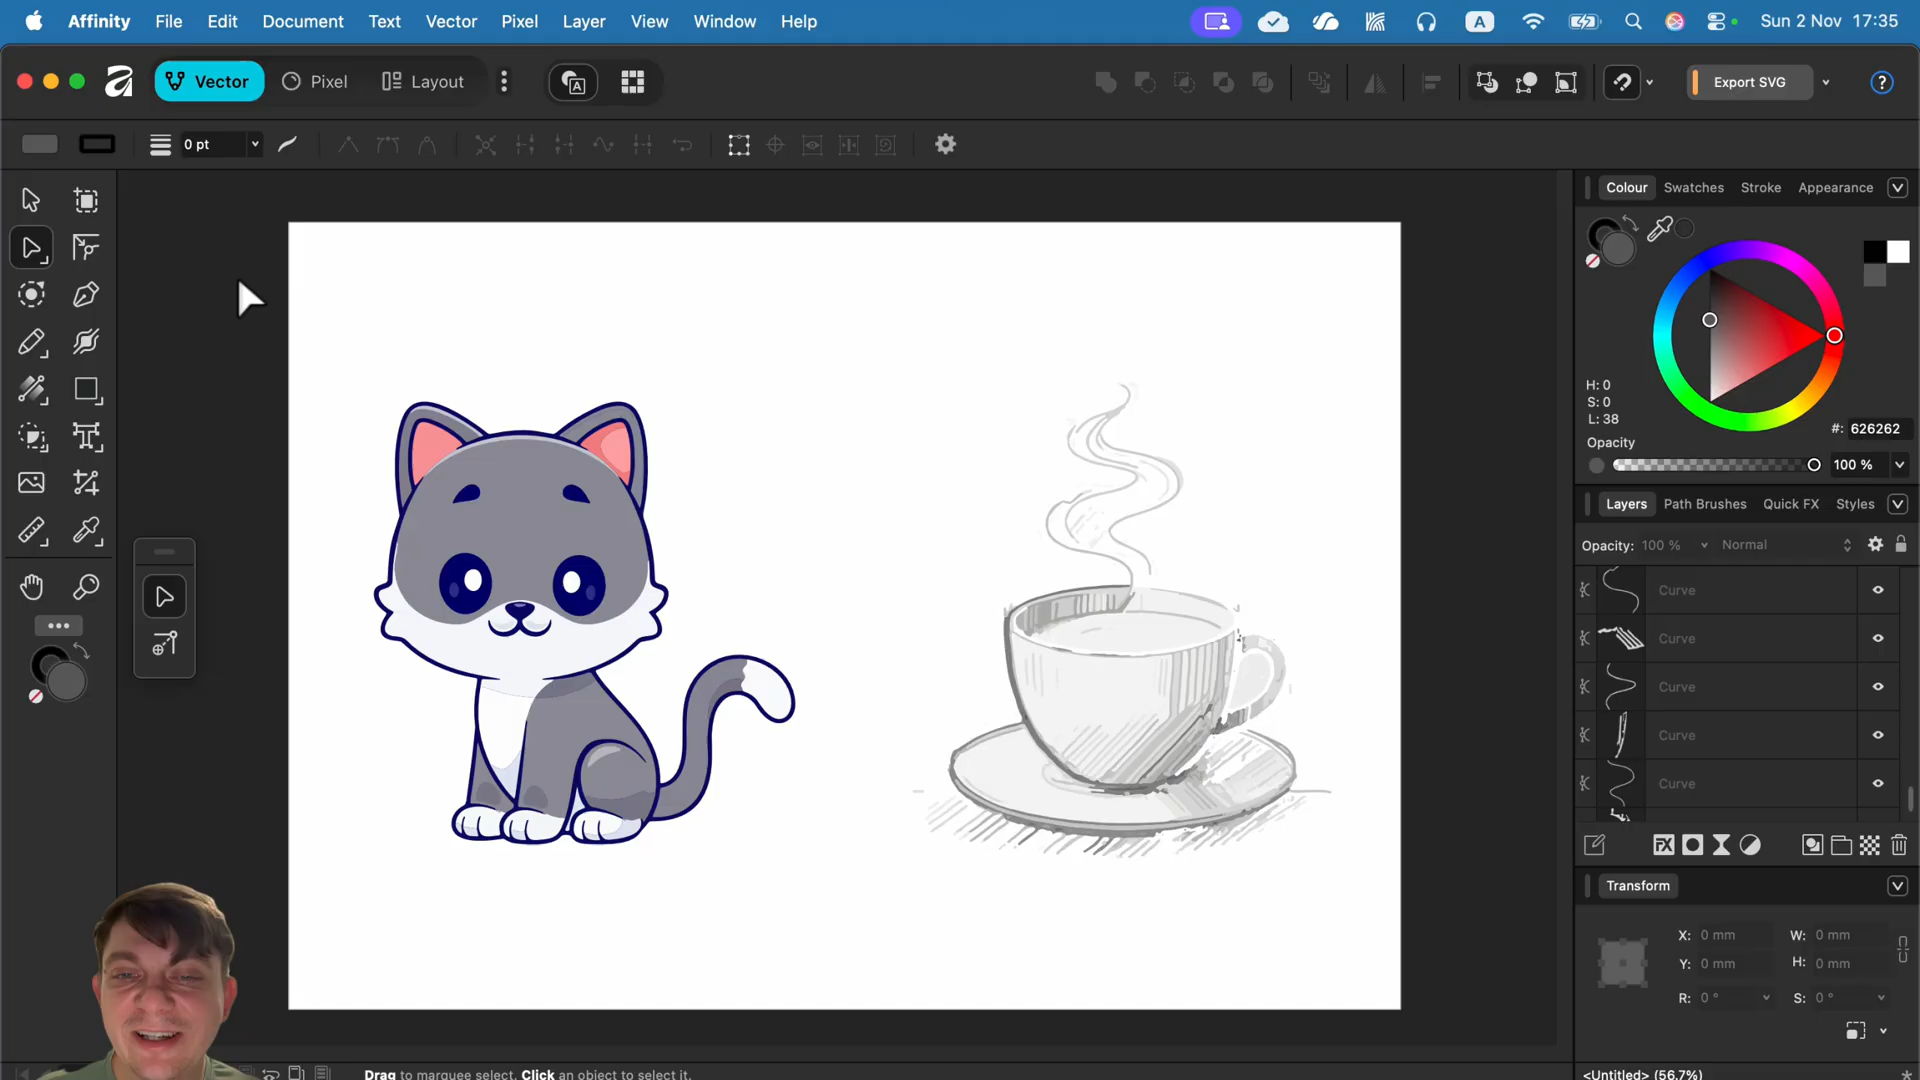 Affinity File Edit Document Text Vector Pixel Layer View Window Help A Sun 2 Nov 17:35
Vector Pixel Layout A Export SVG ?
0 pt
Colour Swatches Stroke Appearance
H: 0
S: 0
L: 38
#: 626262
Opacity
100 %
Layers Path Brushes Quick FX Styles
Opacity: 100 % Normal
Curve
Curve
Curve
Curve
Curve
FX
Transform
X: 0 mm W: 0 mm
Y: 0 mm H: 0 mm
R: 0 ° S: 0 °
Drag to marquee select. Click an object to select it. <Untitled> (56.7%) *